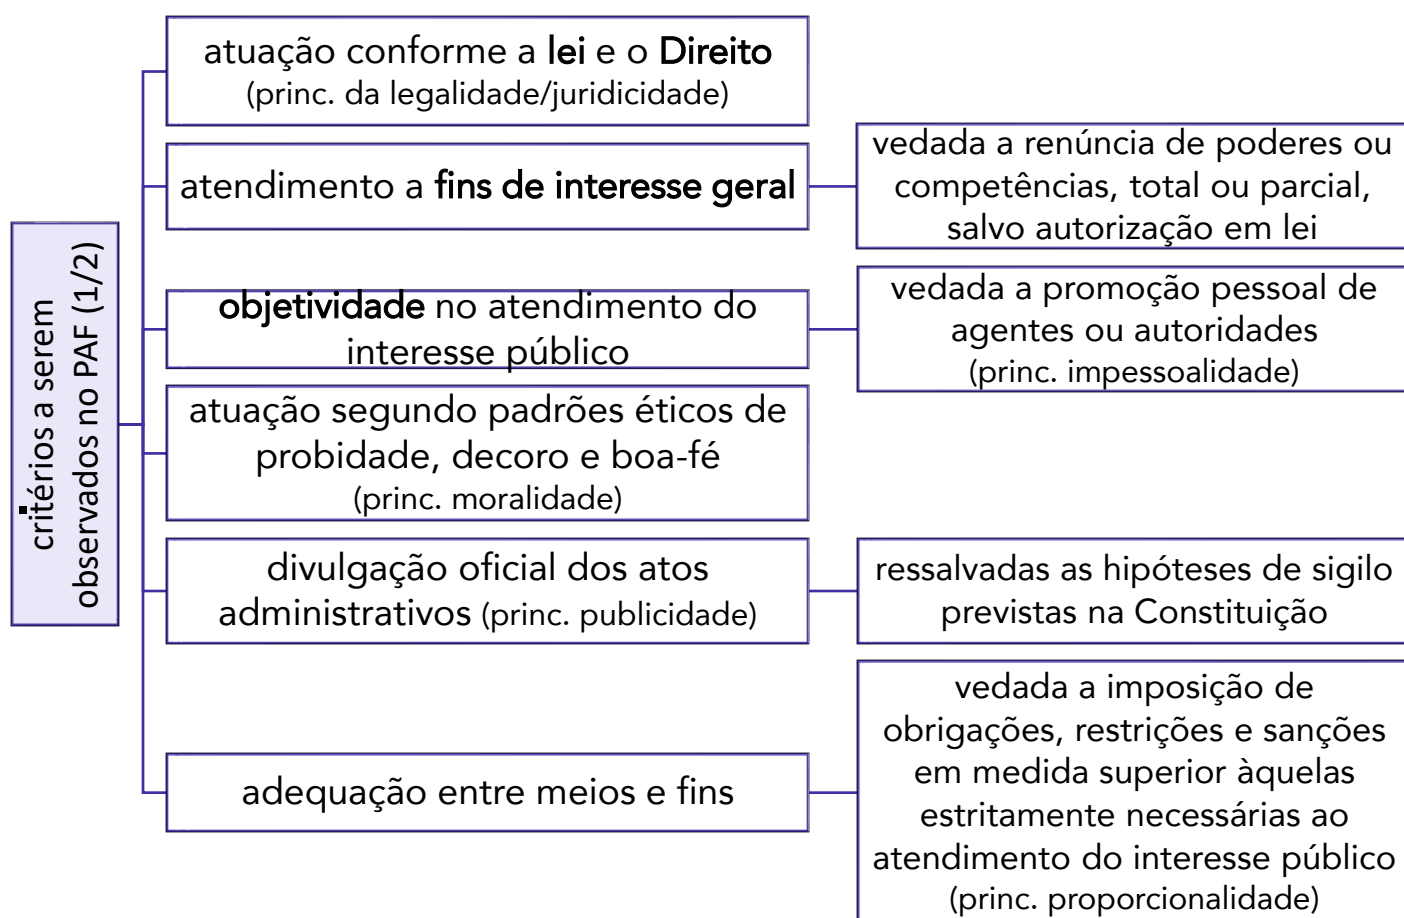 critérios a serem
observados no PAF (1/2)
atuação conforme a lei e o Direito
(princ. da legalidade/juridicidade)
atendimento a fins de interesse geral
vedada a renúncia de poderes ou
competências, total ou parcial,
salvo autorização em lei
objetividade no atendimento do
interesse público
vedada a promoção pessoal de
agentes ou autoridades
(princ. impessoalidade)
atuação segundo padrões éticos de
probidade, decoro e boa-fé
(princ. moralidade)
divulgação oficial dos atos
administrativos (princ. publicidade)
ressalvadas as hipóteses de sigilo
previstas na Constituição
adequação entre meios e fins
vedada a imposição de
obrigações, restrições e sanções
em medida superior àquelas
estritamente necessárias ao
atendimento do interesse público
(princ. proporcionalidade)